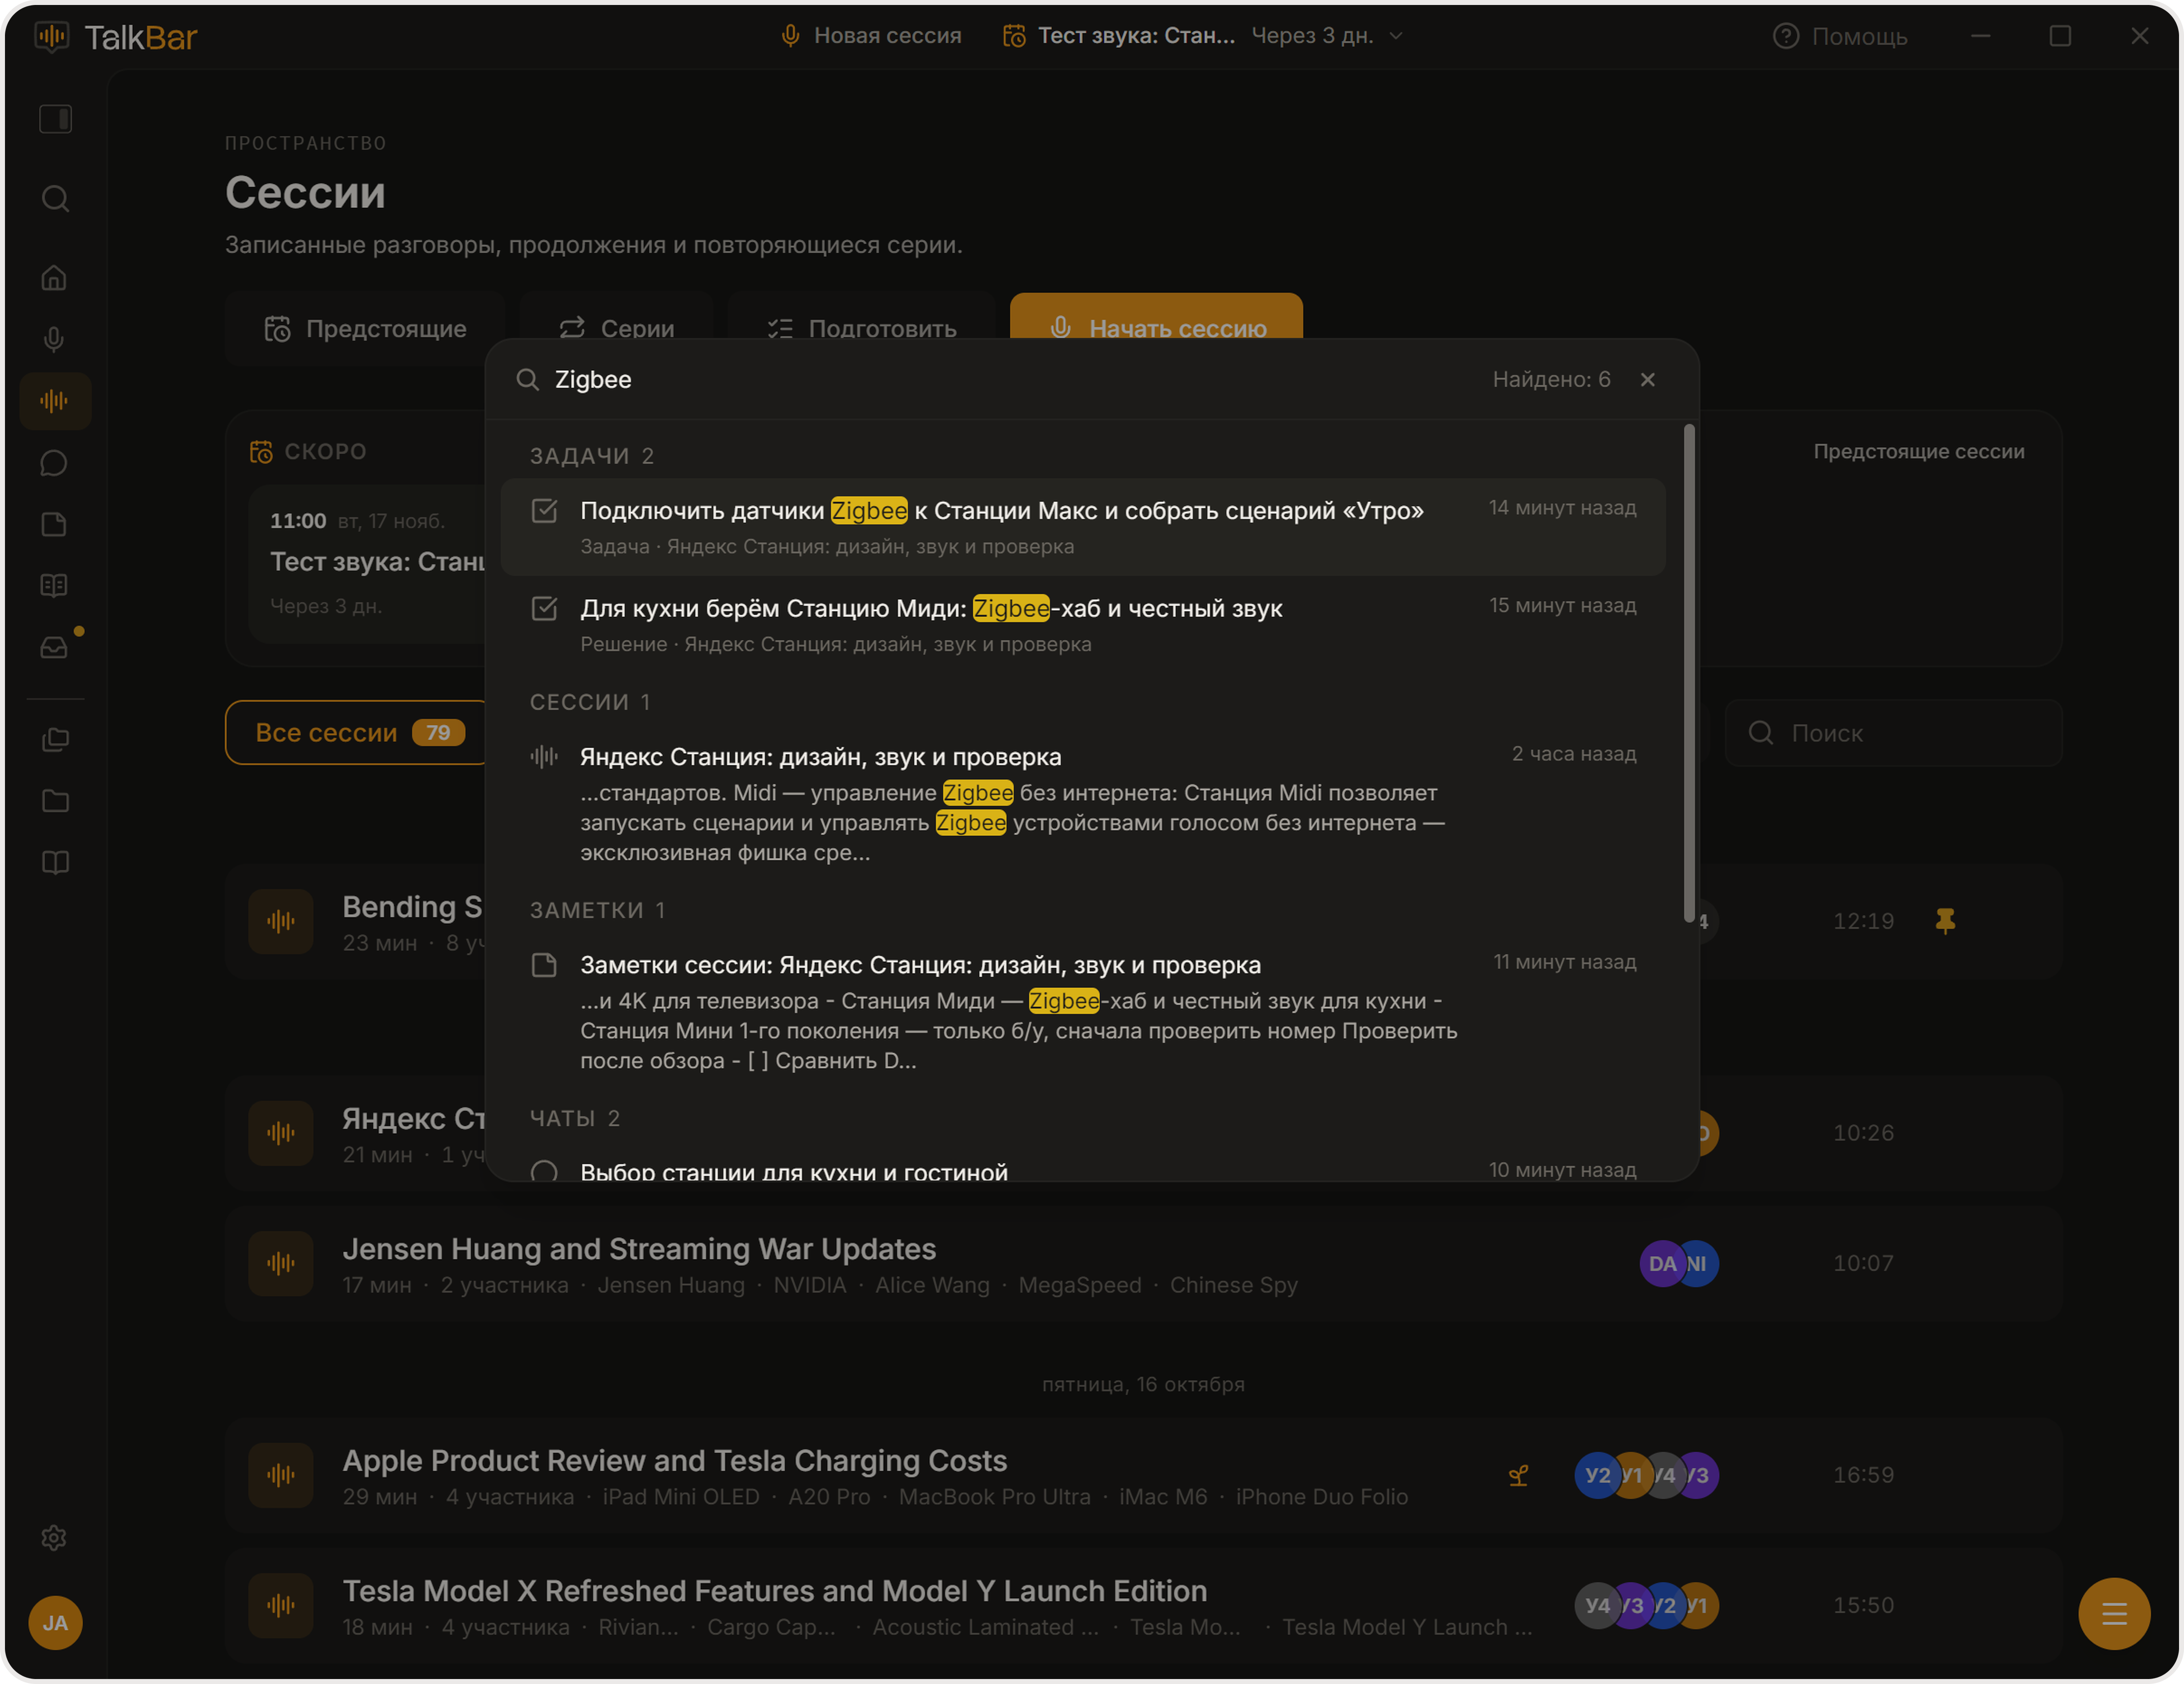 TalkBar
Новая сессия
Тест звука: Стан... Через 3 дн.
Помощь
ПРОСТРАНСТВО
Сессии
Записанные разговоры, продолжения и повторяющиеся серии.
Предстоящие
Серии
Подготовить
Начать сессию
Zigbee
Найдено: 6
СКОРО
Предстоящие сессии
11:00 вт, 17 нояб.
Тест звука:
Через 3 дн.
ЗАДАЧИ 2
Подключить датчики Zigbee к Станции Макс и собрать сценарий «Утро»
14 минут назад
Задача · Яндекс Станция: дизайн, звук и проверка
Для кухни берём Станцию Миди: Zigbee-хаб и честный звук
15 минут назад
Решение · Яндекс Станция: дизайн, звук и проверка
СЕССИИ 1
Яндекс Станция: дизайн, звук и проверка
2 часа назад
...стандартов. Midi — управление Zigbee без интернета: Станция Midi позволяет
запускать сценарии и управлять Zigbee устройствами голосом без интернета —
эксклюзивная фишка сре...
ЗАМЕТКИ 1
Заметки сессии: Яндекс Станция: дизайн, звук и проверка
11 минут назад
...и 4K для телевизора - Станция Миди — Zigbee-хаб и честный звук для кухни -
Станция Мини 1-го поколения — только б/у, сначала проверить номер Проверить
после обзора - [ ] Сравнить D...
ЧАТЫ 2
Выбор станции для кухни и гостиной
10 минут назад
Все сессии 79
Поиск
Bending
23 мин · 8
12:19
Яндекс
21 мин · 1
10:26
Jensen Huang and Streaming War Updates
17 мин · 2 участника · Jensen Huang · NVIDIA · Alice Wang · MegaSpeed · Chinese Spy
DA NI
10:07
пятница, 16 октября
Apple Product Review and Tesla Charging Costs
29 мин · 4 участника · iPad Mini OLED · A20 Pro · MacBook Pro Ultra · iMac M6 · iPhone Duo Folio
У2 У1 У4 У3
16:59
Tesla Model X Refreshed Features and Model Y Launch Edition
18 мин · 4 участника · Rivian... · Cargo Cap... · Acoustic Laminated ... · Tesla Mo... · Tesla Model Y Launch ...
У4 У3 У2 У1
15:50
JA